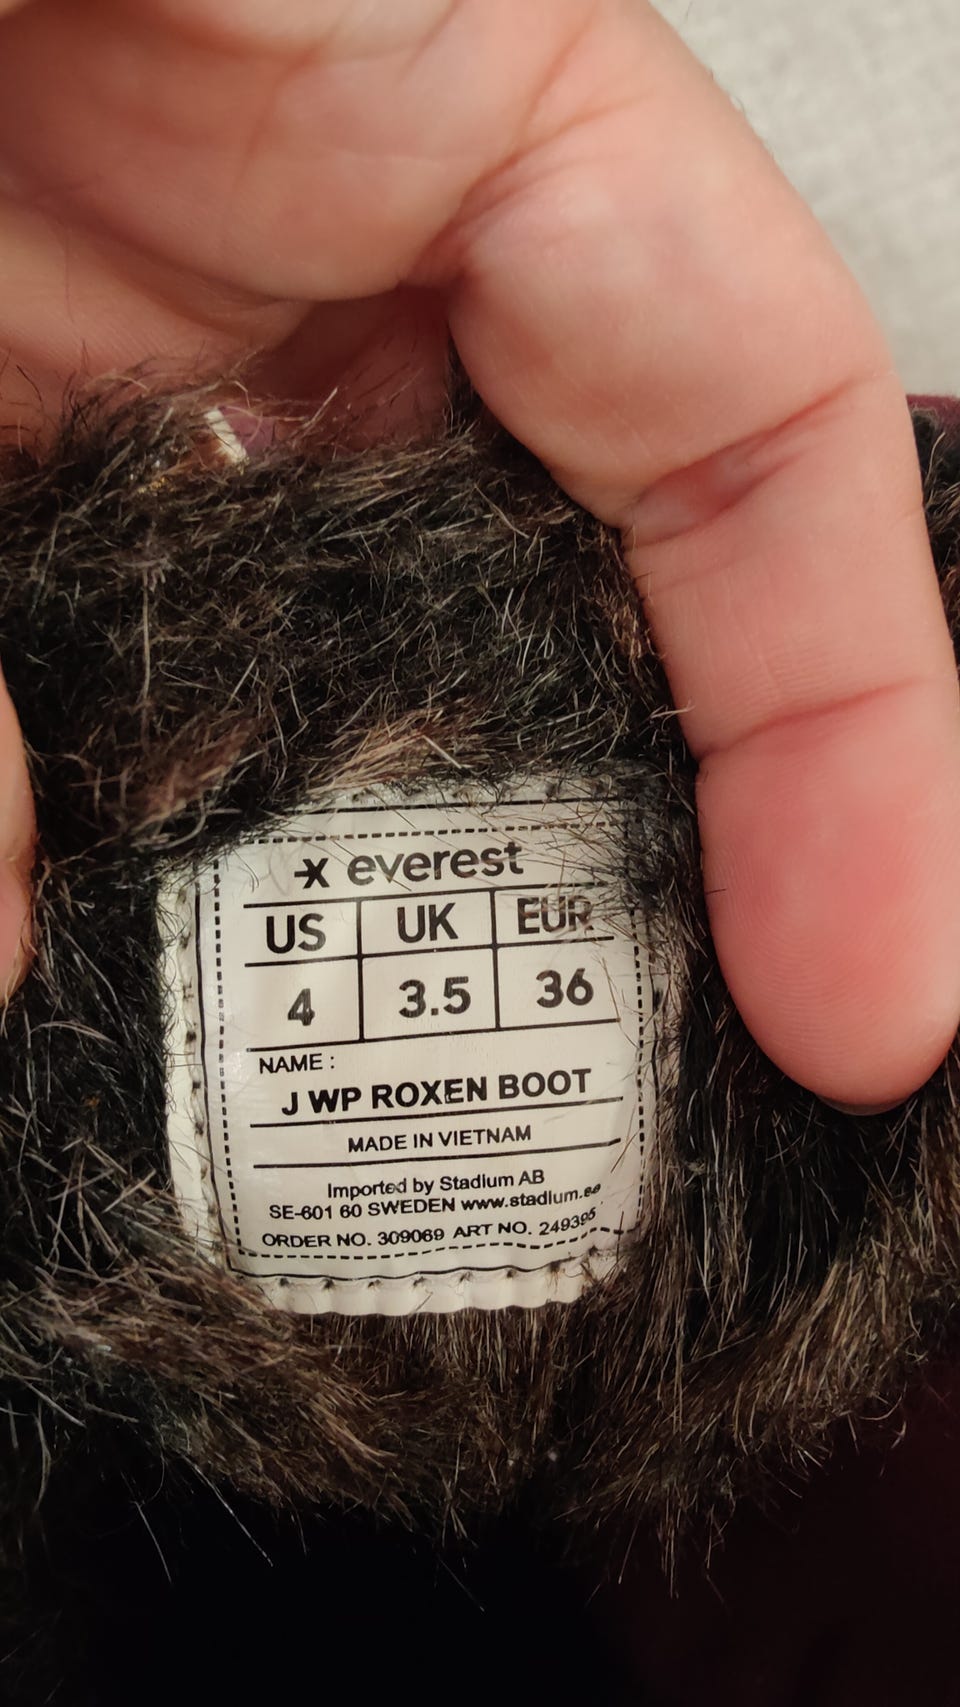 everest
US UK EUR
4 3.5 36
NAME :
J WP ROXEN BOOT
MADE IN VIETNAM
Imported by Stadium AB
SE-601 60 SWEDEN www.stadium.se
ORDER NO. 309069 ART NO. 249395